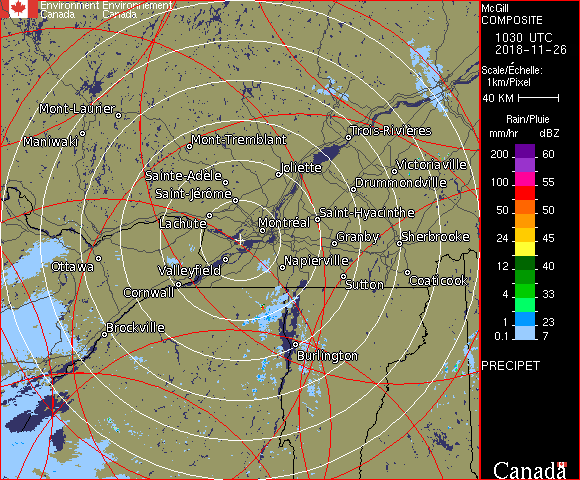 Environment Environnement
Canada Canada
McGill
COMPOSITE
1030 UTC
2018-11-26
Scale/Échelle:
1km/Pixel
40 KM
Rain/Pluie
mm/hr dBZ
200 60
100 55
50 50
24 45
12 40
4 33
1 23
0.1 7
PRECIPET
Canada
Mont-Laurier
Maniwaki
Mont-Tremblant
Trois-Rivières
Joliette
Victoriaville
Sainte-Adèle
Drummondville
Saint-Jérôme
Lachute
Montréal
Saint-Hyacinthe
Granby
Sherbrooke
Ottawa
Valleyfield
Napierville
Cornwall
Sutton
Coaticook
Brockville
Burlington